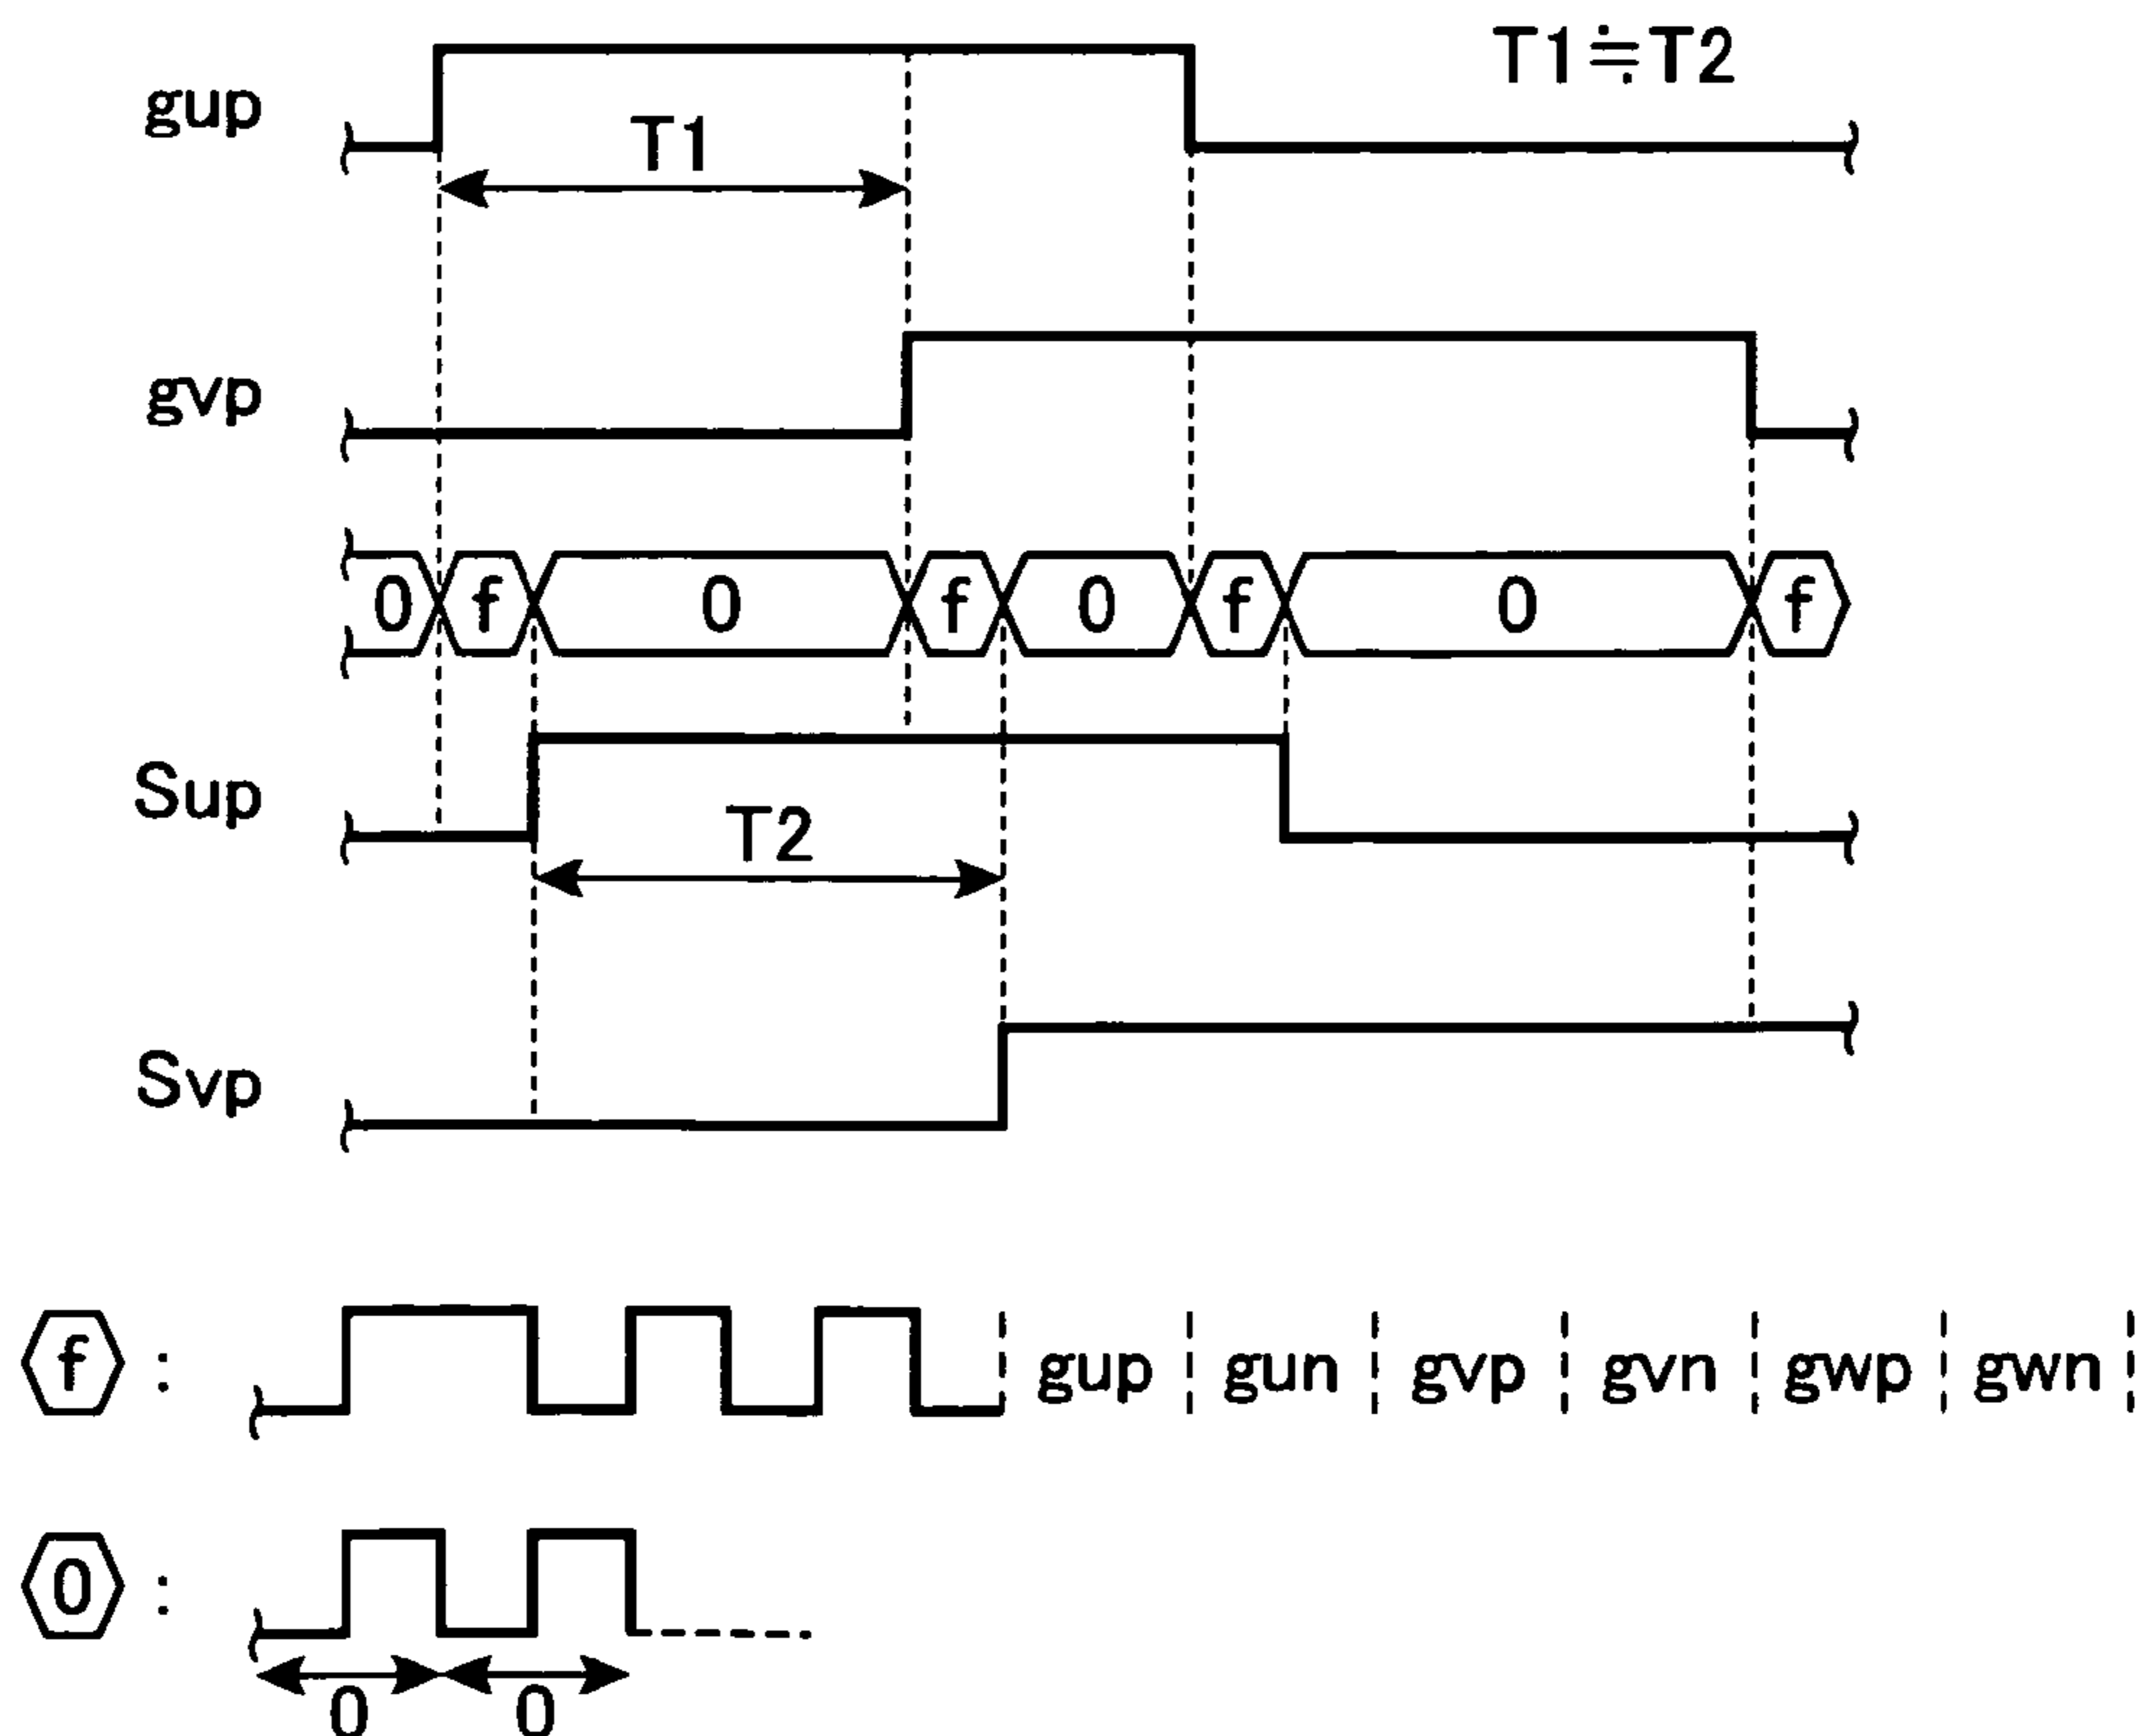 T1≒T2
gup
T1
gvp
0 f 0 f 0 f 0 f
Sup
T2
Svp
f : gup gun gvp gvn gwp gwn
0 :
0 0